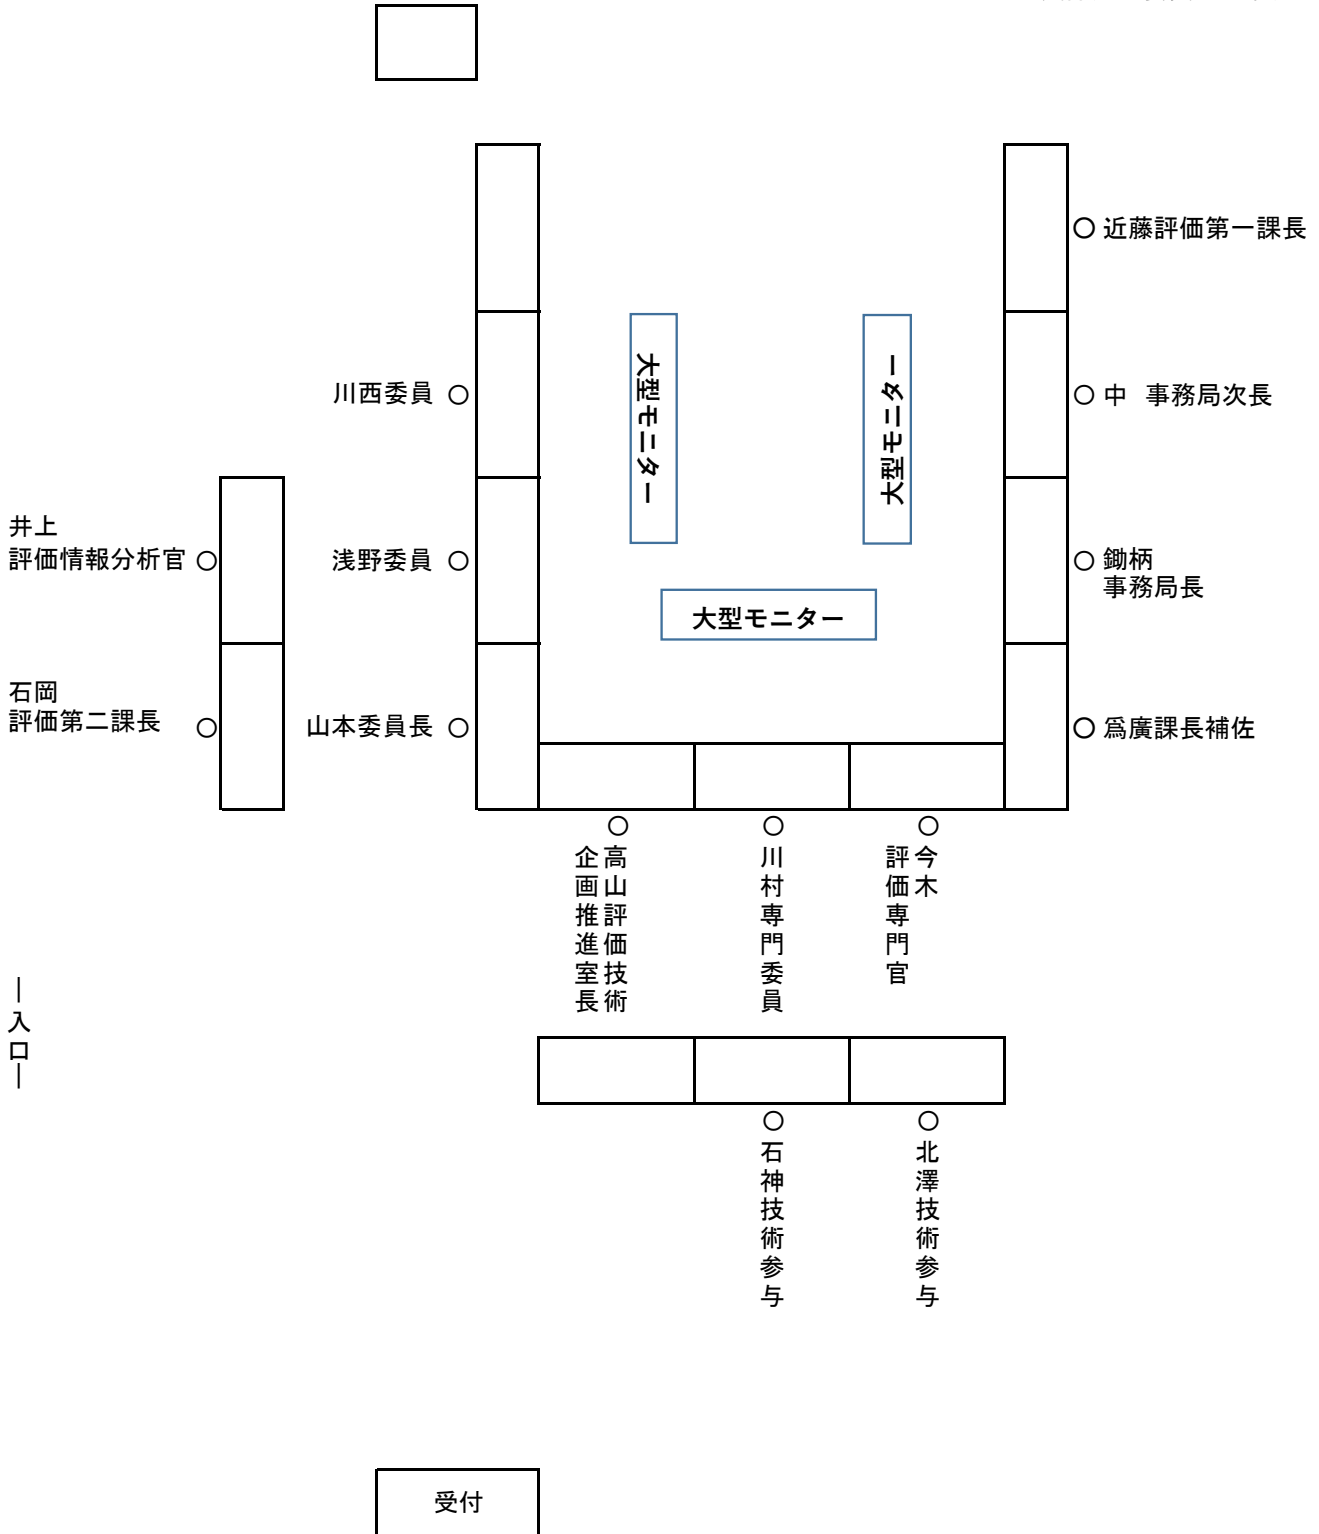 近藤評価第一課長
大型モニター
大型モニター
川西委員
中 事務局次長
井上
評価情報分析官
浅野委員
鋤柄
事務局長
大型モニター
石岡
評価第二課長
山本委員長
爲廣課長補佐
高山評価技術
企画推進室長
川村専門委員
今木
評価専門官
―入口―
石神技術参与
北澤技術参与
受付